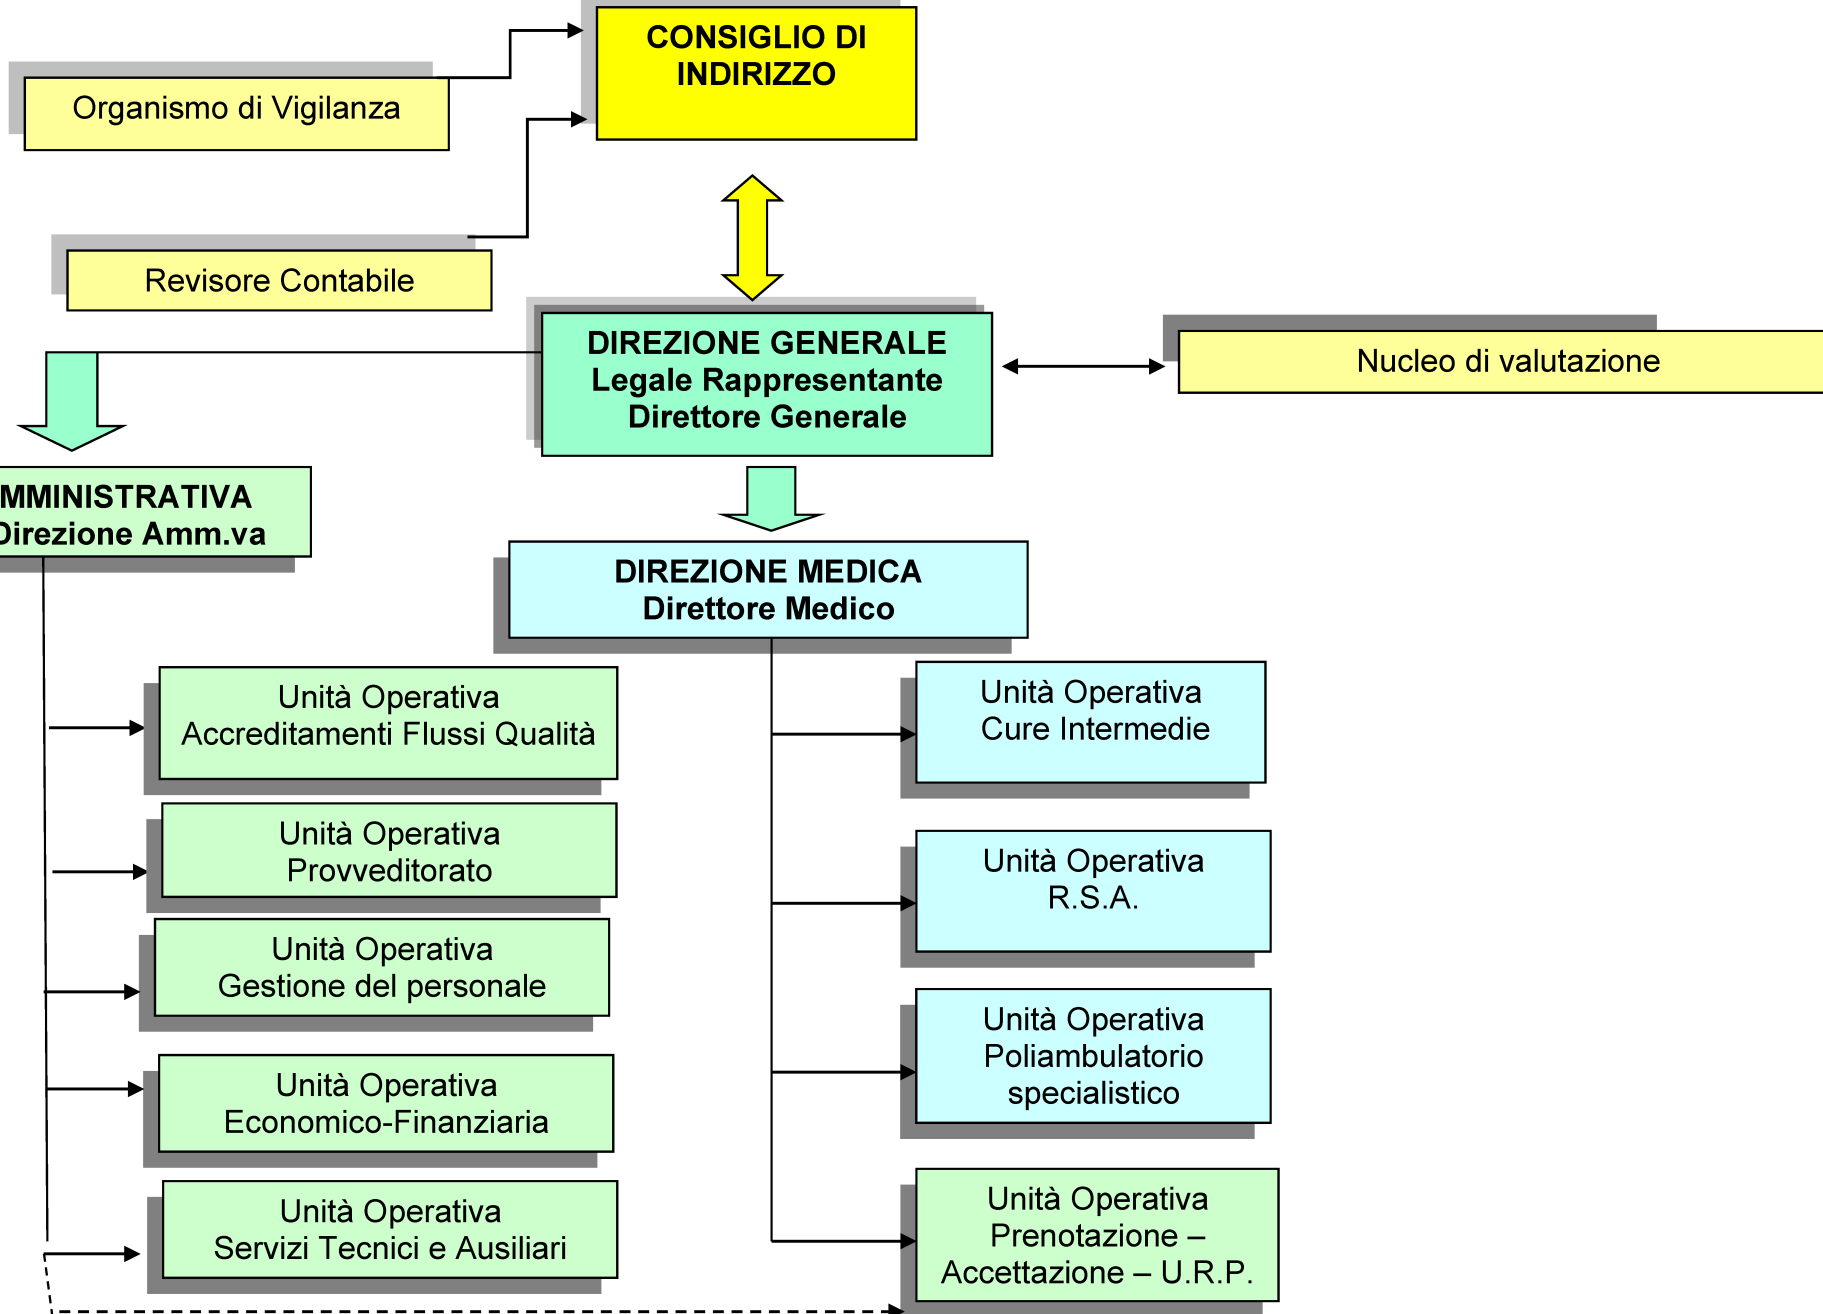 CONSIGLIO DI
INDIRIZZO
Organismo di Vigilanza
Revisore Contabile
DIREZIONE GENERALE
Legale Rappresentante
Direttore Generale
Nucleo di valutazione
MMINISTRATIVA
Direzione Amm.va
DIREZIONE MEDICA
Direttore Medico
Unità Operativa
Accreditamenti Flussi Qualità
Unità Operativa
Provveditorato
Unità Operativa
Gestione del personale
Unità Operativa
Economico-Finanziaria
Unità Operativa
Servizi Tecnici e Ausiliari
Unità Operativa
Cure Intermedie
Unità Operativa
R.S.A.
Unità Operativa
Poliambulatorio
specialistico
Unità Operativa
Prenotazione –
Accettazione – U.R.P.